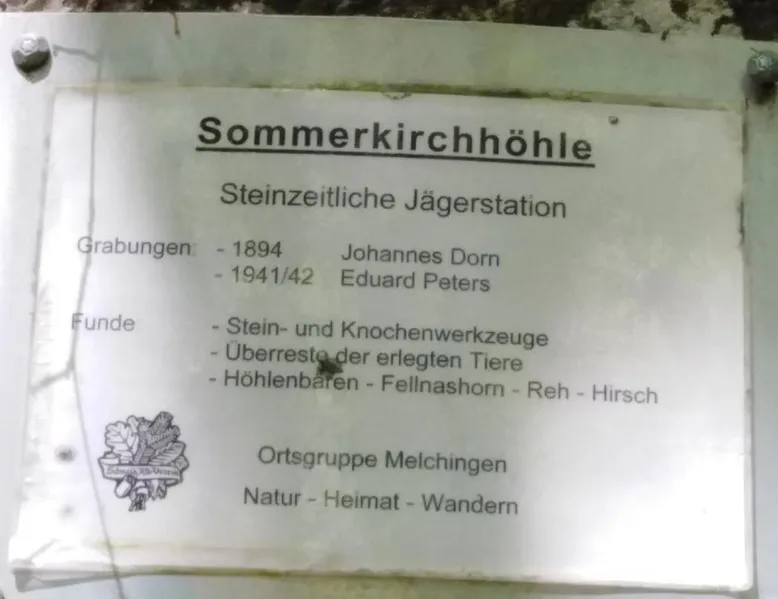 Sommerkirchhöhle
Steinzeitliche Jägerstation
Grabungen: - 1894 Johannes Dorn
- 1941/42 Eduard Peters
Funde - Stein- und Knochenwerkzeuge
- Überreste der erlegten Tiere
- Höhlenbären - Fellnashorn - Reh - Hirsch
Ortsgruppe Melchingen
Natur - Heimat - Wandern